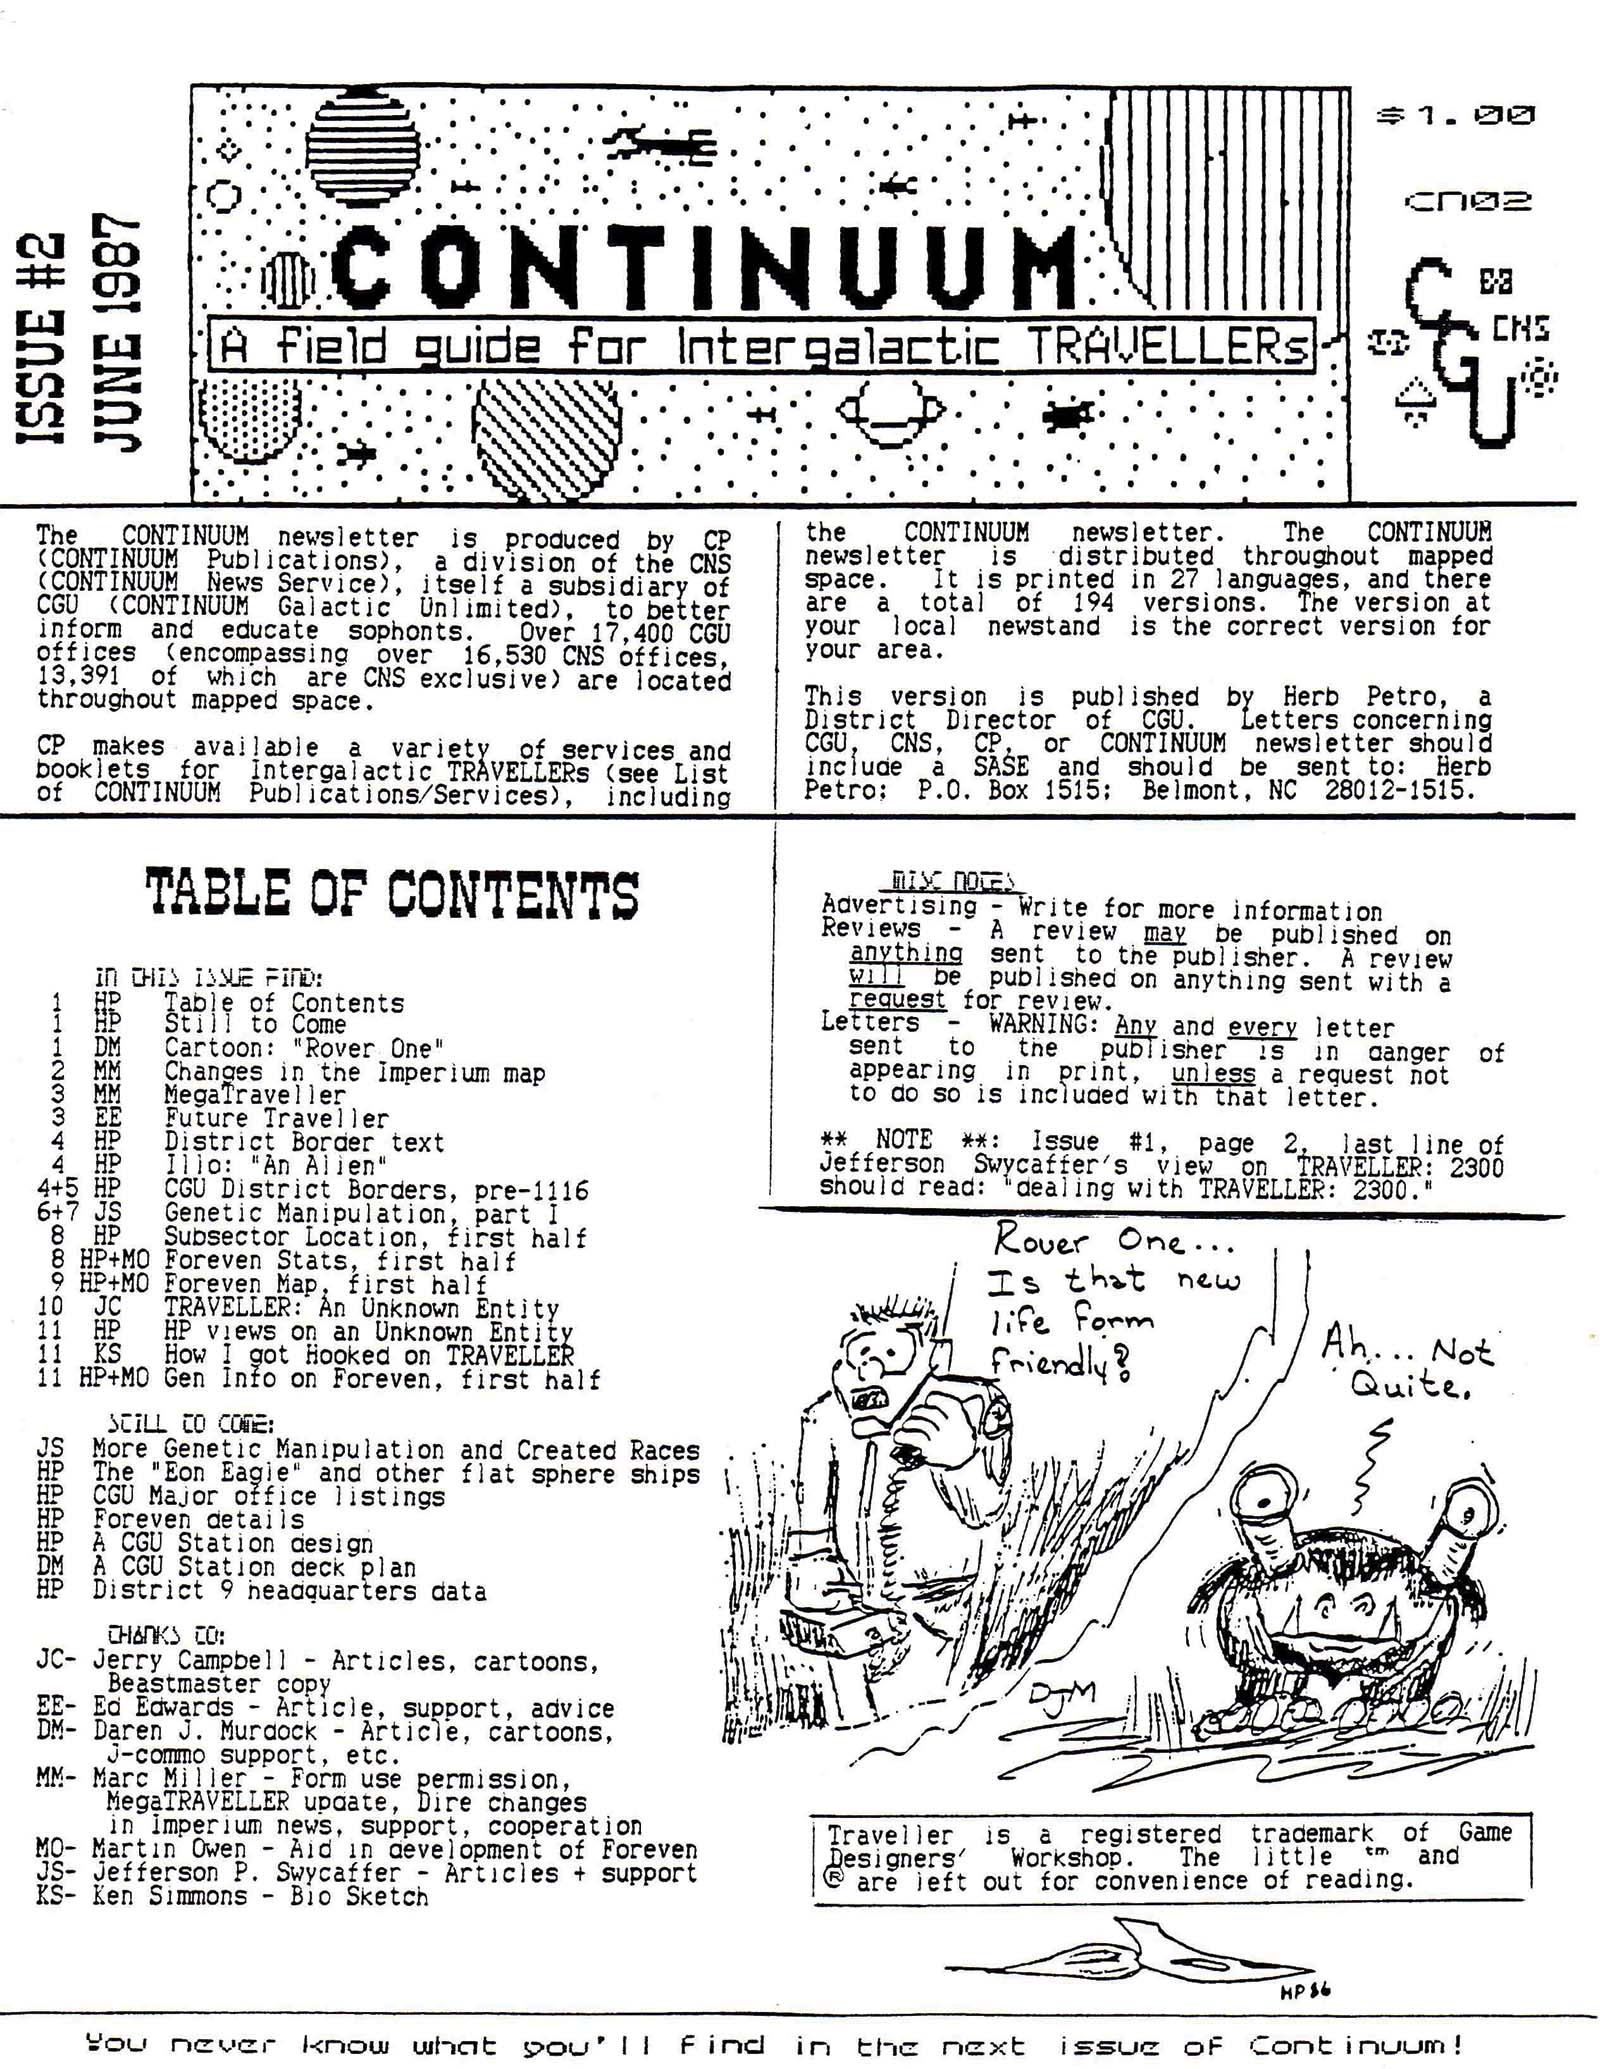 ISSUE #2
JUNE 1987
CONTINUUM
A field guide for Intergalactic TRAVELLERs
$1.00
CN02
CGU
CNS
The CONTINUUM newsletter is produced by CP
(CONTINUUM Publications), a division of the CNS
(CONTINUUM News Service), itself a subsidiary of
CGU (CONTINUUM Galactic Unlimited), to better
inform and educate sophonts. Over 17,400 CGU
offices (encompassing over 16,530 CNS offices,
13,391 of which are CNS exclusive) are located
throughout mapped space.
CP makes available a variety of services and
booklets for Intergalactic TRAVELLERs (see List
of CONTINUUM Publications/Services), including
the CONTINUUM newsletter. The CONTINUUM
newsletter is distributed throughout mapped
space. It is printed in 27 languages, and there
are a total of 194 versions. The version at
your local newstand is the correct version for
your area.
This version is published by Herb Petro, a
District Director of CGU. Letters concerning
CGU, CNS, CP, or CONTINUUM newsletter should
include a SASE and should be sent to: Herb
Petro; P.O. Box 1515; Belmont, NC 28012-1515.
TABLE OF CONTENTS
IN THIS ISSUE FIND:
1 HP Table of Contents
1 HP Still to Come
1 DM Cartoon: "Rover One"
2 MM Changes in the Imperium map
3 MM MegaTraveller
3 EE Future Traveller
4 HP District Border text
4 HP Illo: "An Alien"
4+5 HP CGU District Borders, pre-1116
6+7 JS Genetic Manipulation, part I
8 HP Subsector Location, first half
8 HP+MO Foreven Stats, first half
9 HP+MO Foreven Map, first half
10 JC TRAVELLER: An Unknown Entity
11 HP HP views on an Unknown Entity
11 KS How I got Hooked on TRAVELLER
11 HP+MO Gen Info on Foreven, first half
STILL TO COME:
JS More Genetic Manipulation and Created Races
HP The "Eon Eagle" and other flat sphere ships
HP CGU Major office listings
HP Foreven details
HP A CGU Station design
DM A CGU Station deck plan
HP District 9 headquarters data
THANKS TO:
JC- Jerry Campbell - Articles, cartoons,
Beastmaster copy
EE- Ed Edwards - Article, support, advice
DM- Daren J. Murdock - Article, cartoons,
J-commo support, etc.
MM- Marc Miller - Form use permission,
MegaTRAVELLER update, Dire changes
in Imperium news, support, cooperation
MO- Martin Owen - Aid in development of Foreven
JS- Jefferson P. Swycaffer - Articles + support
KS- Ken Simmons - Bio Sketch
MISC NOTES
Advertising - Write for more information
Reviews - A review may be published on
anything sent to the publisher. A review
will be published on anything sent with a
request for review.
Letters - WARNING: Any and every letter
sent to the publisher is in danger of
appearing in print, unless a request not
to do so is included with that letter.
** NOTE **: Issue #1, page 2, last line of
Jefferson Swycaffer's view on TRAVELLER: 2300
should read: "dealing with TRAVELLER: 2300."
Rover One...
Is that new
life form
friendly?
Ah... Not
Quite.
DJM
Traveller is a registered trademark of Game
Designers' Workshop. The little tm and
® are left out for convenience of reading.
HP 86
You never know what you'll find in the next issue of Continuum!